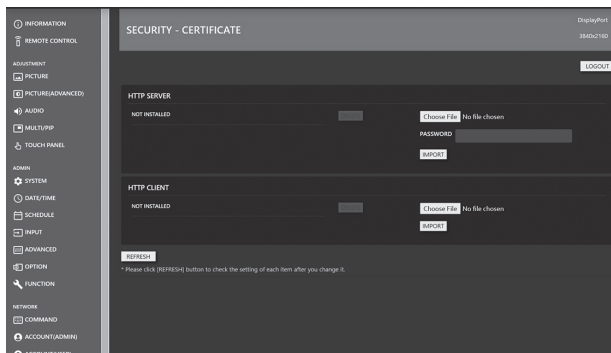 INFORMATION
REMOTE CONTROL
ADJUSTMENT
PICTURE
PICTURE(ADVANCED)
AUDIO
MULTI/PIP
TOUCH PANEL
ADMIN
SYSTEM
DATE/TIME
SCHEDULE
INPUT
ADVANCED
OPTION
FUNCTION
NETWORK
COMMAND
ACCOUNT(ADMIN)
SECURITY - CERTIFICATE
DisplayPort
3840x2160
LOGOUT
HTTP SERVER
NOT INSTALLED
Choose File No file chosen
PASSWORD
IMPORT
HTTP CLIENT
NOT INSTALLED
Choose File No file chosen
IMPORT
REFRESH
* Please click [REFRESH] button to check the setting of each item after you change it.